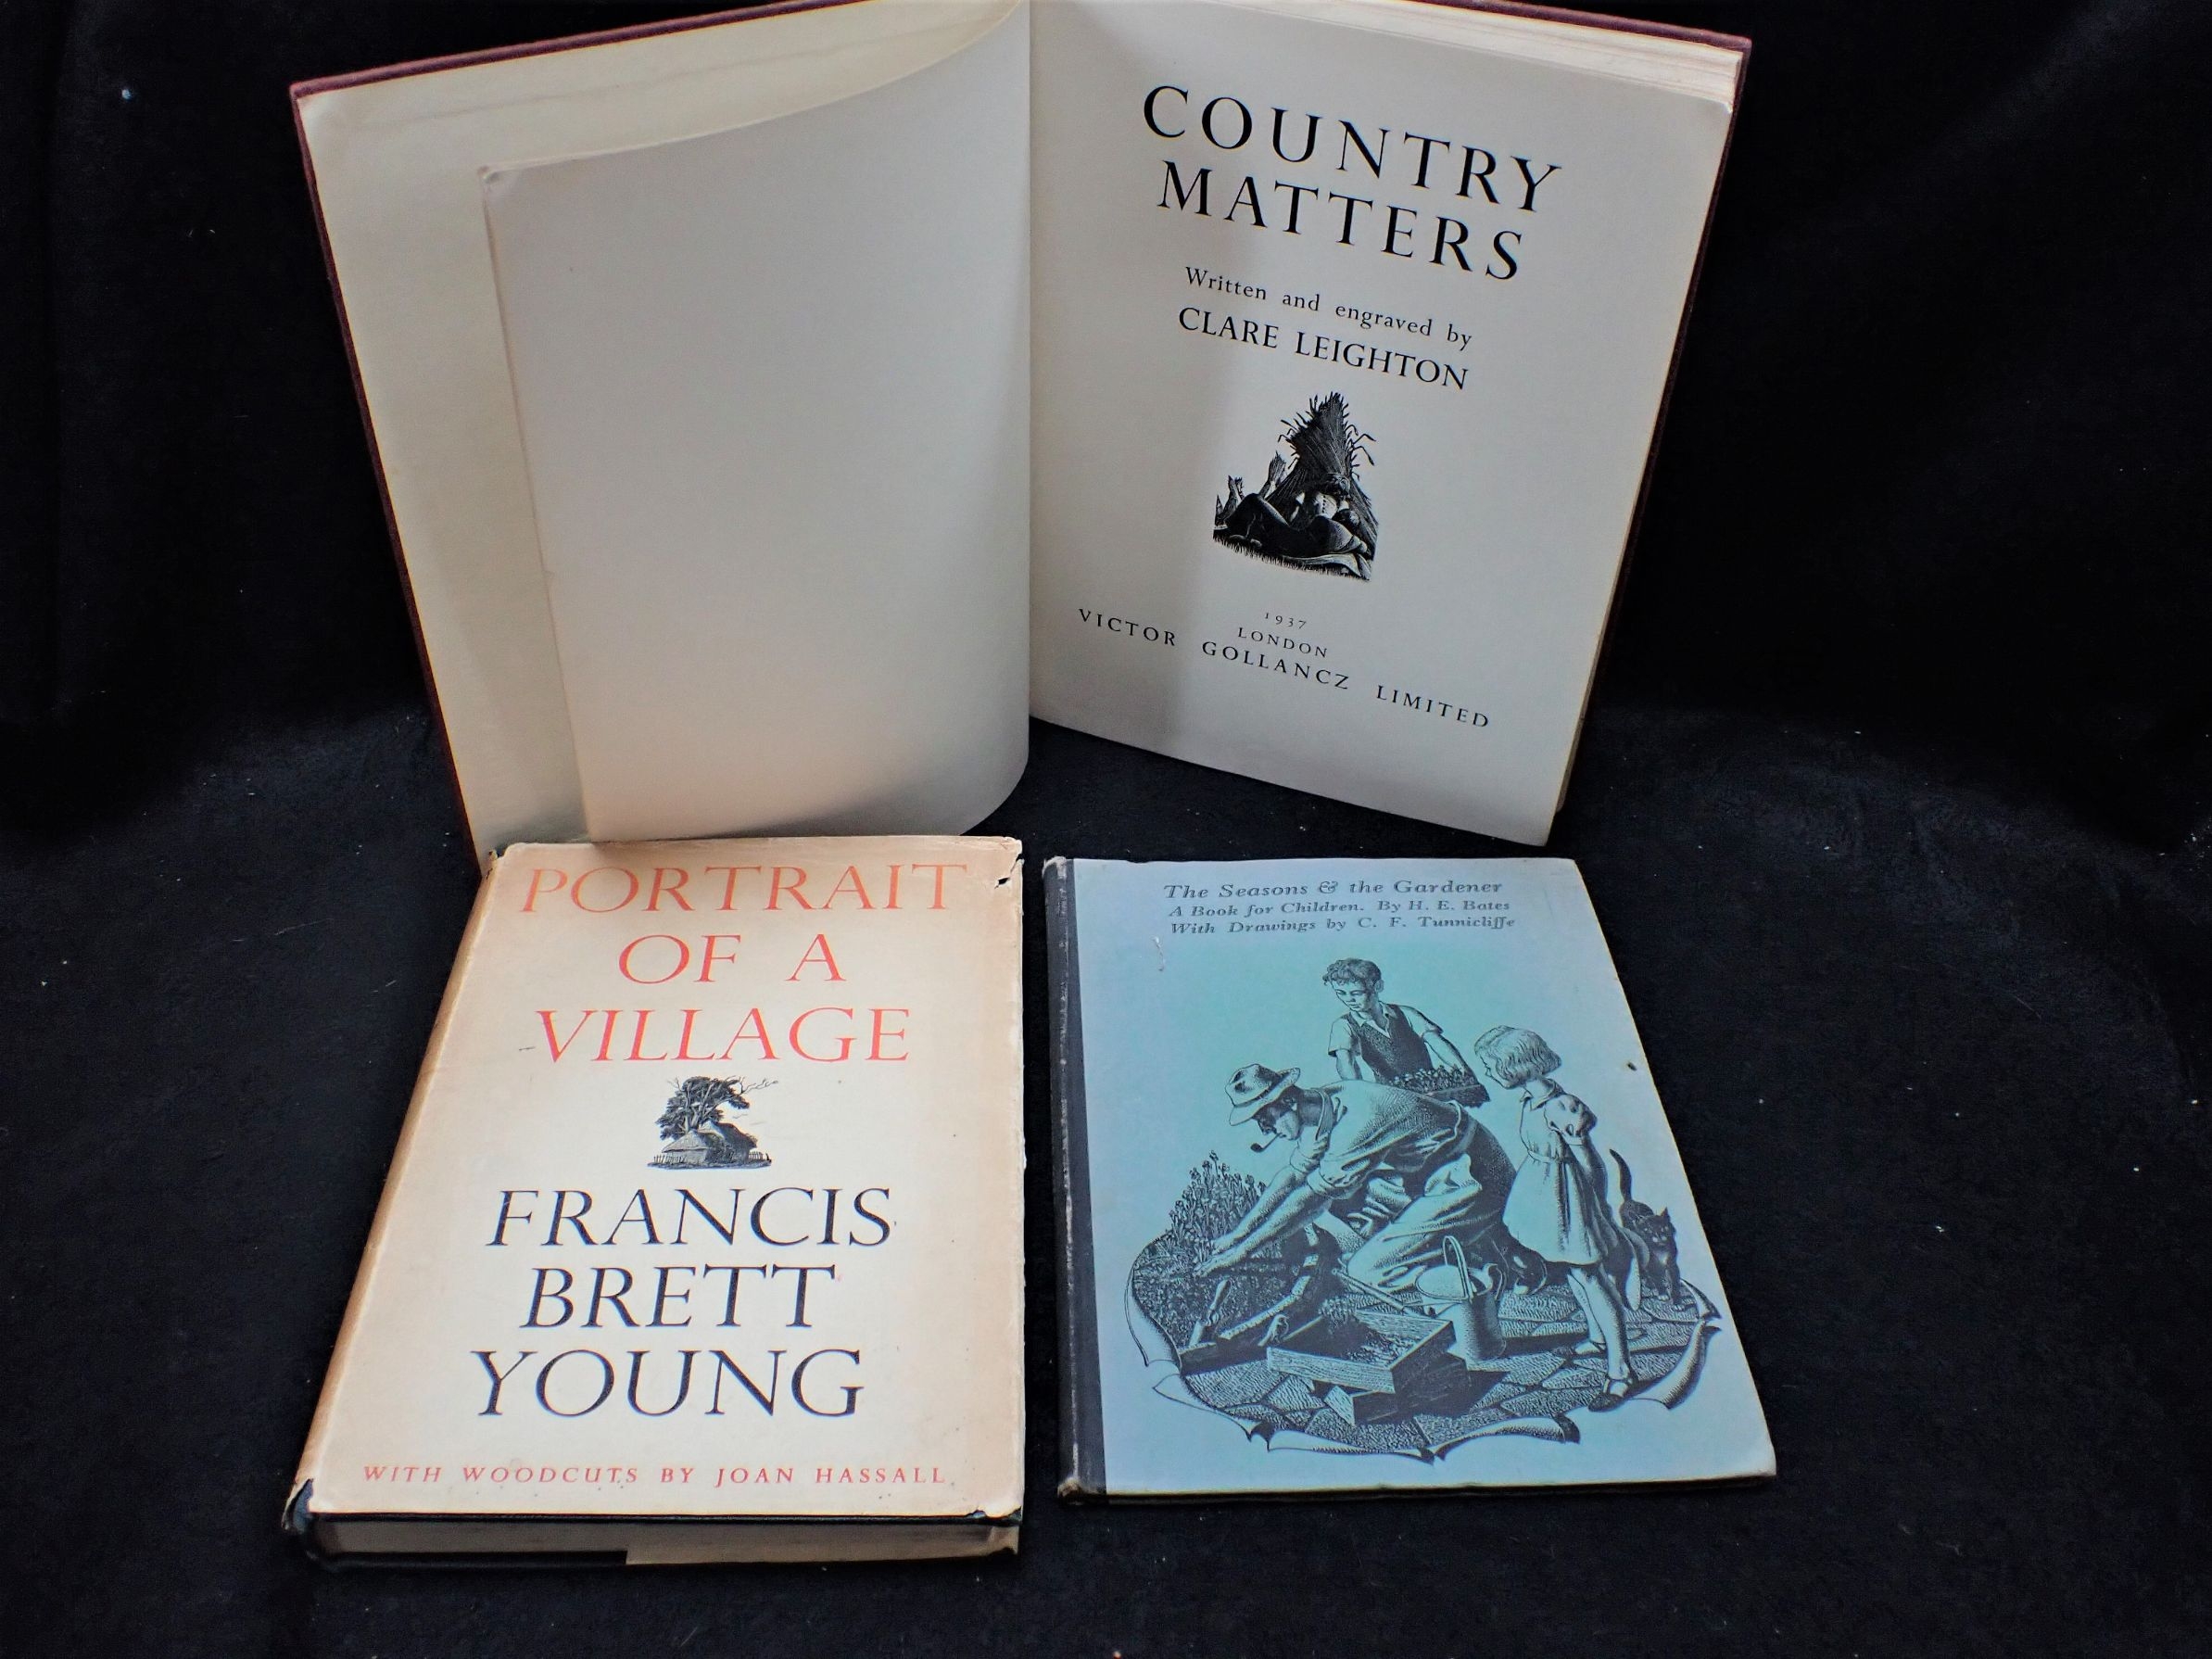 COUNTRY
MATTERS
Written and engraved by
CLARE LEIGHTON
1937
LONDON
VICTOR GOLLANCZ LIMITED
PORTRAIT
OF A
VILLAGE
FRANCIS
BRETT
YOUNG
WITH WOODCUTS BY JOAN HASSALL
The Seasons & the Gardener
A Book for Children. By H. E. Bates
With Drawings by C. F. Tunnicliffe